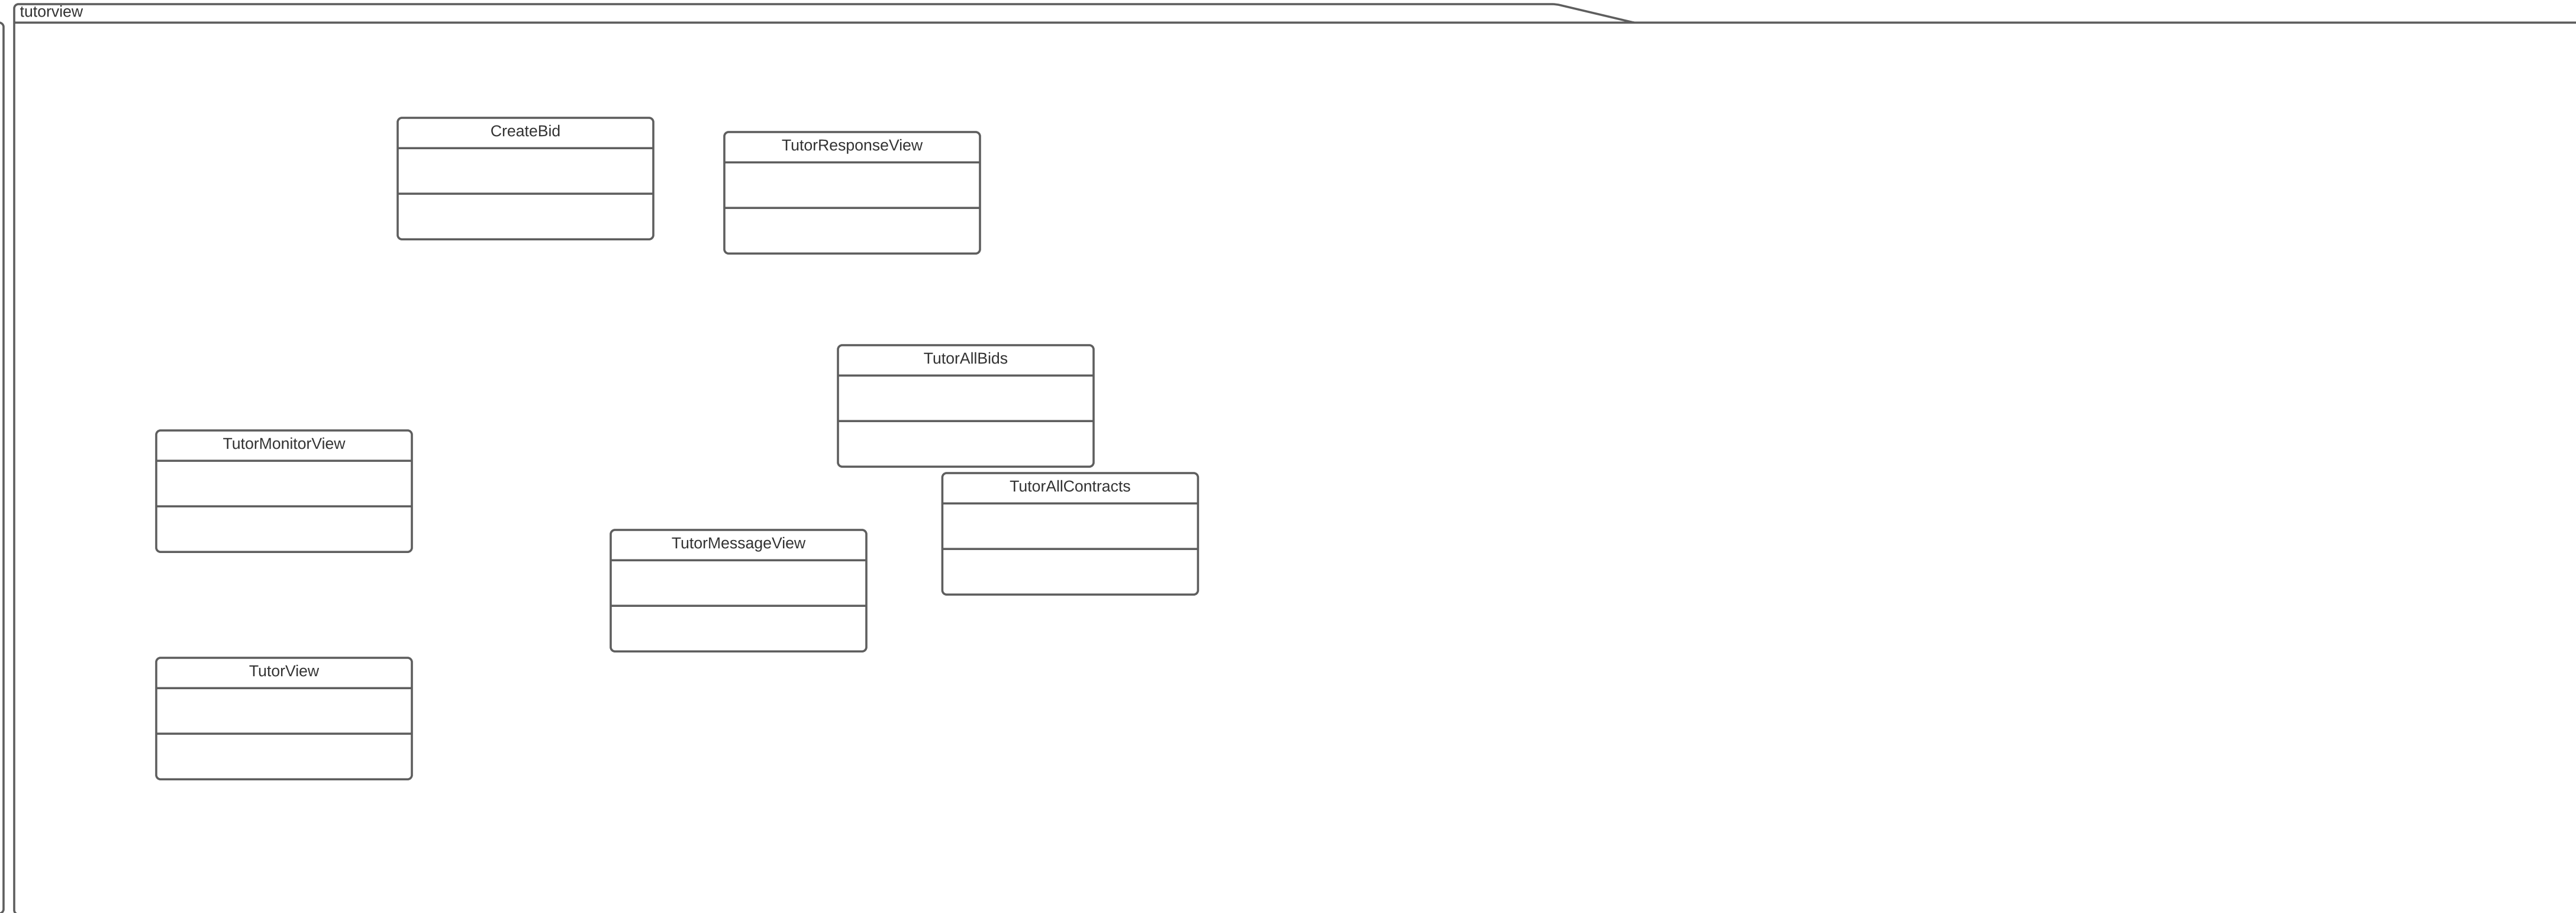 tutorview
CreateBid
TutorResponseView
TutorAllBids
TutorMonitorView
TutorAllContracts
TutorMessageView
TutorView